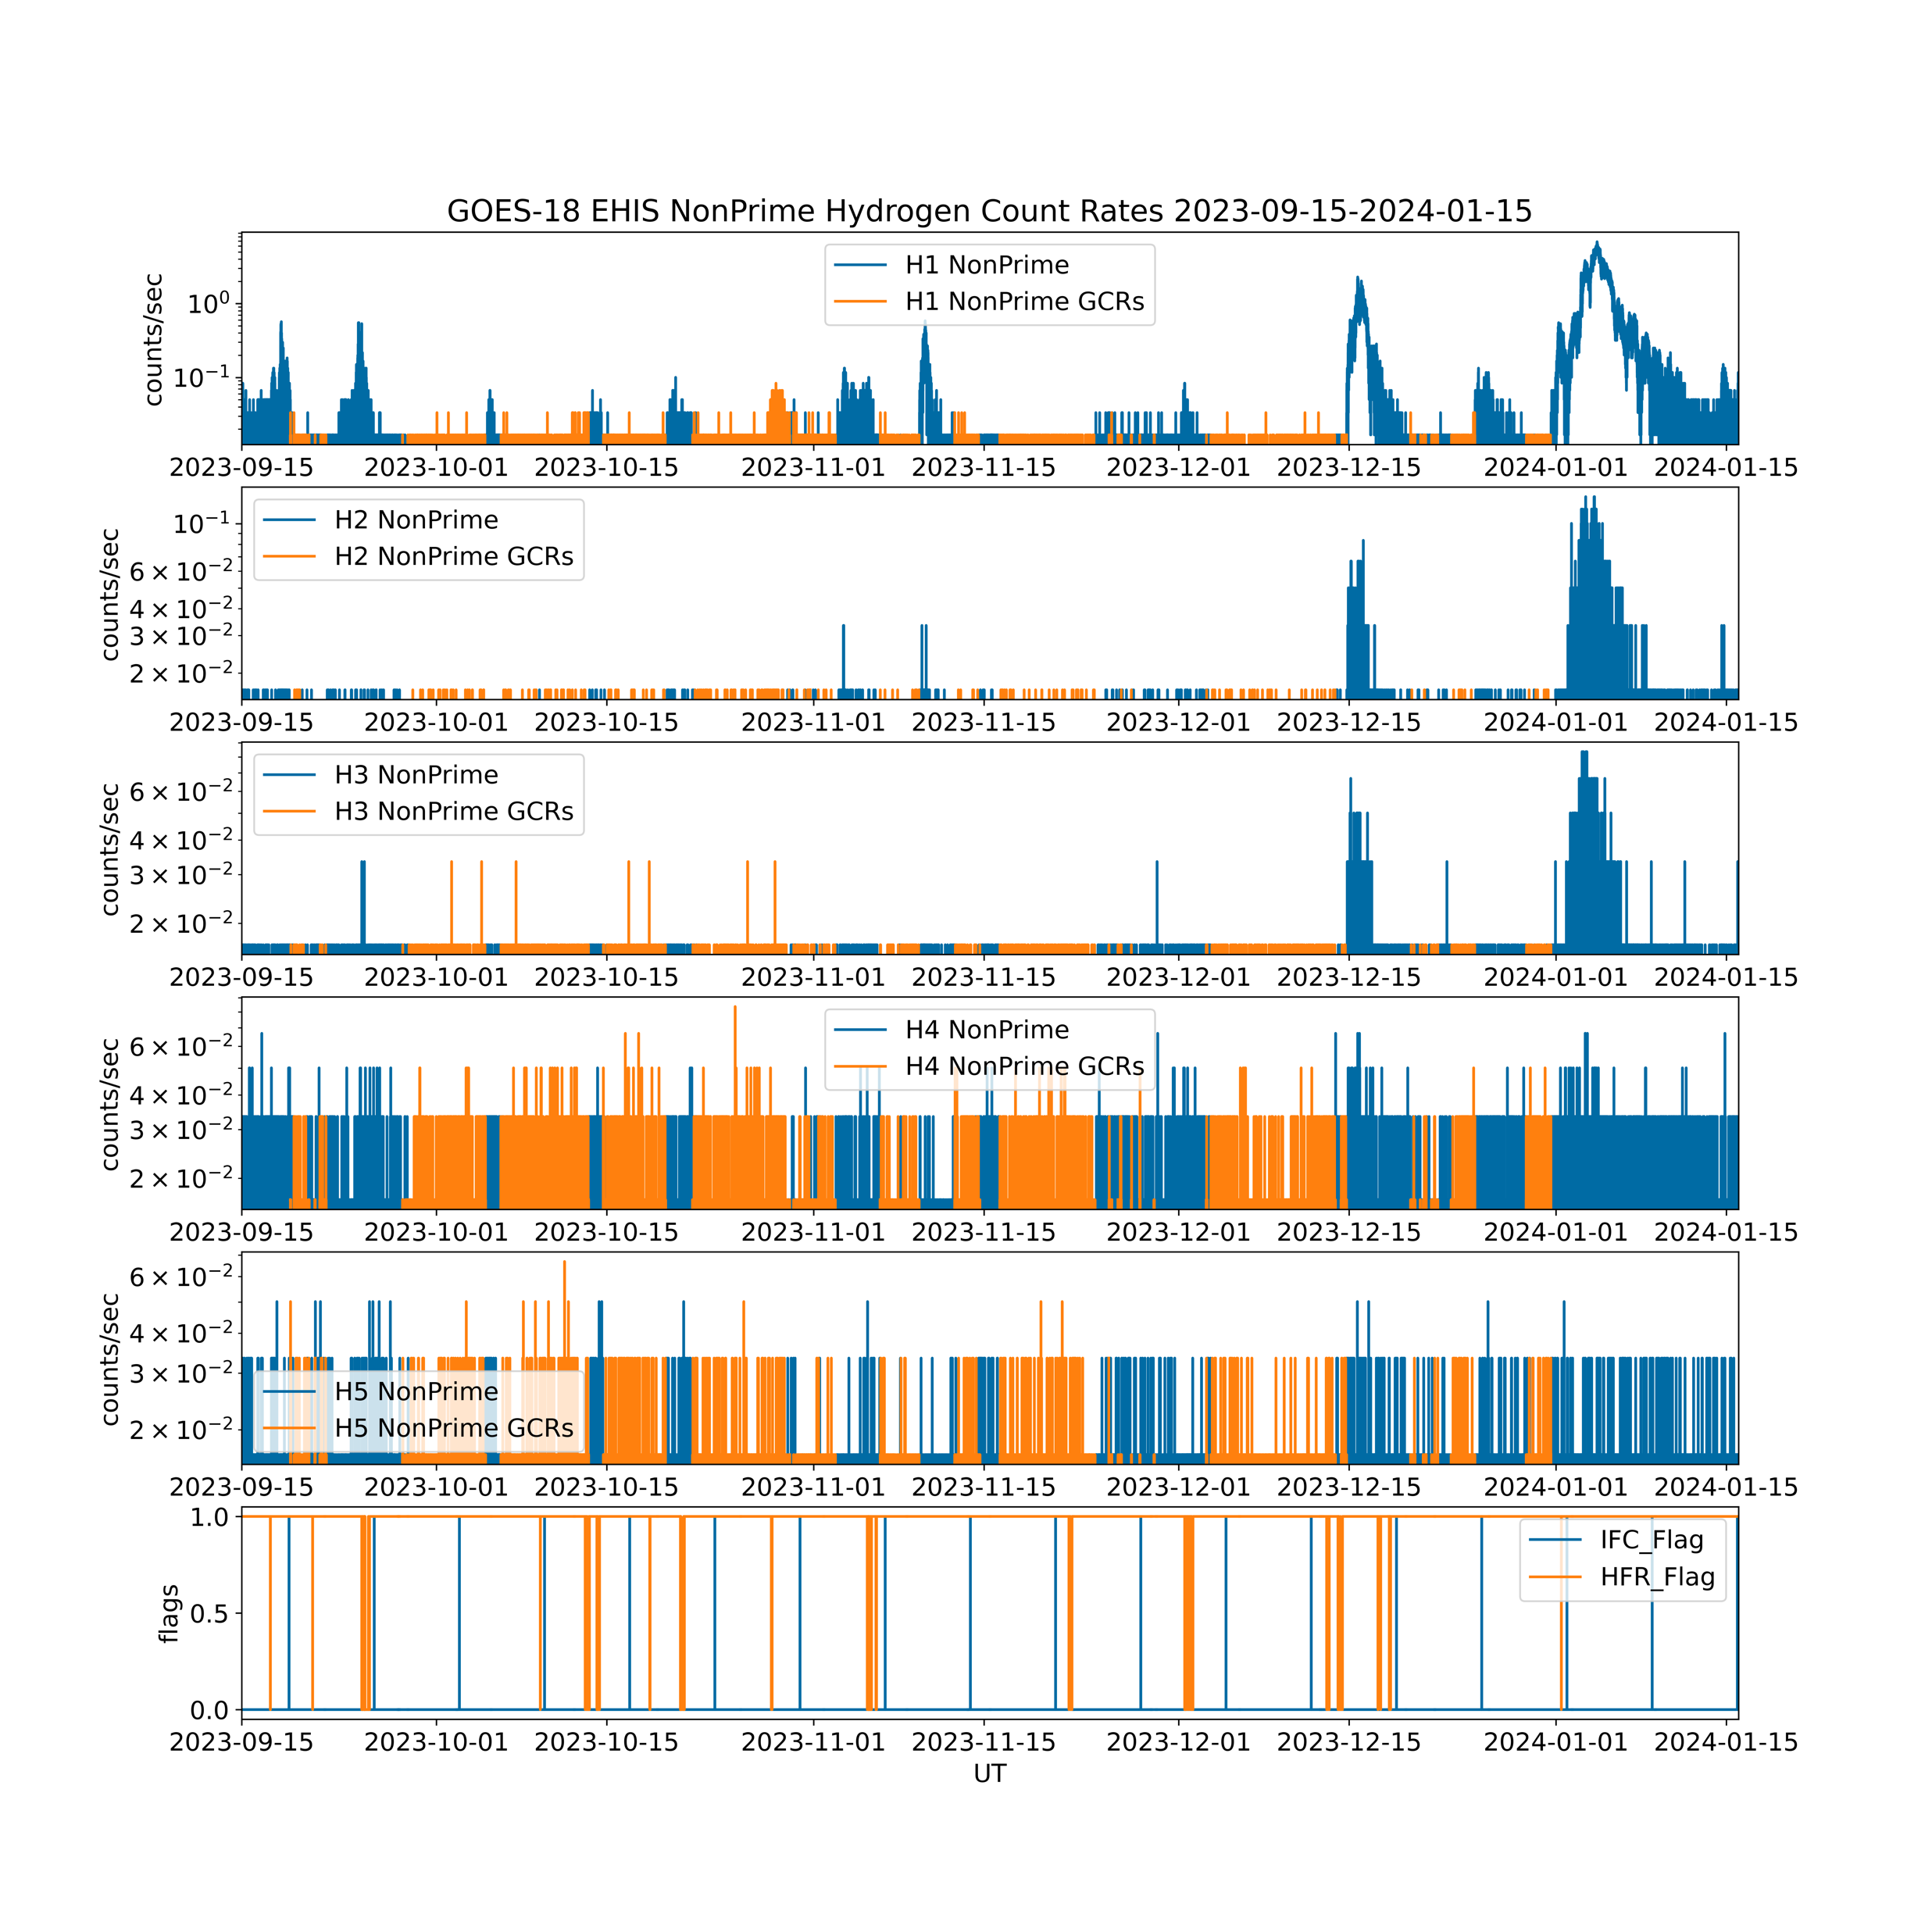 GOES-18 EHIS NonPrime Hydrogen Count Rates 2023-09-15-2024-01-15
counts/sec
10⁰
10⁻¹
H1 NonPrime
H1 NonPrime GCRs
2023-09-15 2023-10-01 2023-10-15 2023-11-01 2023-11-15 2023-12-01 2023-12-15 2024-01-01 2024-01-15
counts/sec
10⁻¹
6 × 10⁻²
4 × 10⁻²
3 × 10⁻²
2 × 10⁻²
H2 NonPrime
H2 NonPrime GCRs
2023-09-15 2023-10-01 2023-10-15 2023-11-01 2023-11-15 2023-12-01 2023-12-15 2024-01-01 2024-01-15
counts/sec
6 × 10⁻²
4 × 10⁻²
3 × 10⁻²
2 × 10⁻²
H3 NonPrime
H3 NonPrime GCRs
2023-09-15 2023-10-01 2023-10-15 2023-11-01 2023-11-15 2023-12-01 2023-12-15 2024-01-01 2024-01-15
counts/sec
6 × 10⁻²
4 × 10⁻²
3 × 10⁻²
2 × 10⁻²
H4 NonPrime
H4 NonPrime GCRs
2023-09-15 2023-10-01 2023-10-15 2023-11-01 2023-11-15 2023-12-01 2023-12-15 2024-01-01 2024-01-15
counts/sec
6 × 10⁻²
4 × 10⁻²
3 × 10⁻²
2 × 10⁻²
H5 NonPrime
H5 NonPrime GCRs
2023-09-15 2023-10-01 2023-10-15 2023-11-01 2023-11-15 2023-12-01 2023-12-15 2024-01-01 2024-01-15
flags
1.0
0.5
0.0
IFC_Flag
HFR_Flag
2023-09-15 2023-10-01 2023-10-15 2023-11-01 2023-11-15 2023-12-01 2023-12-15 2024-01-01 2024-01-15
UT